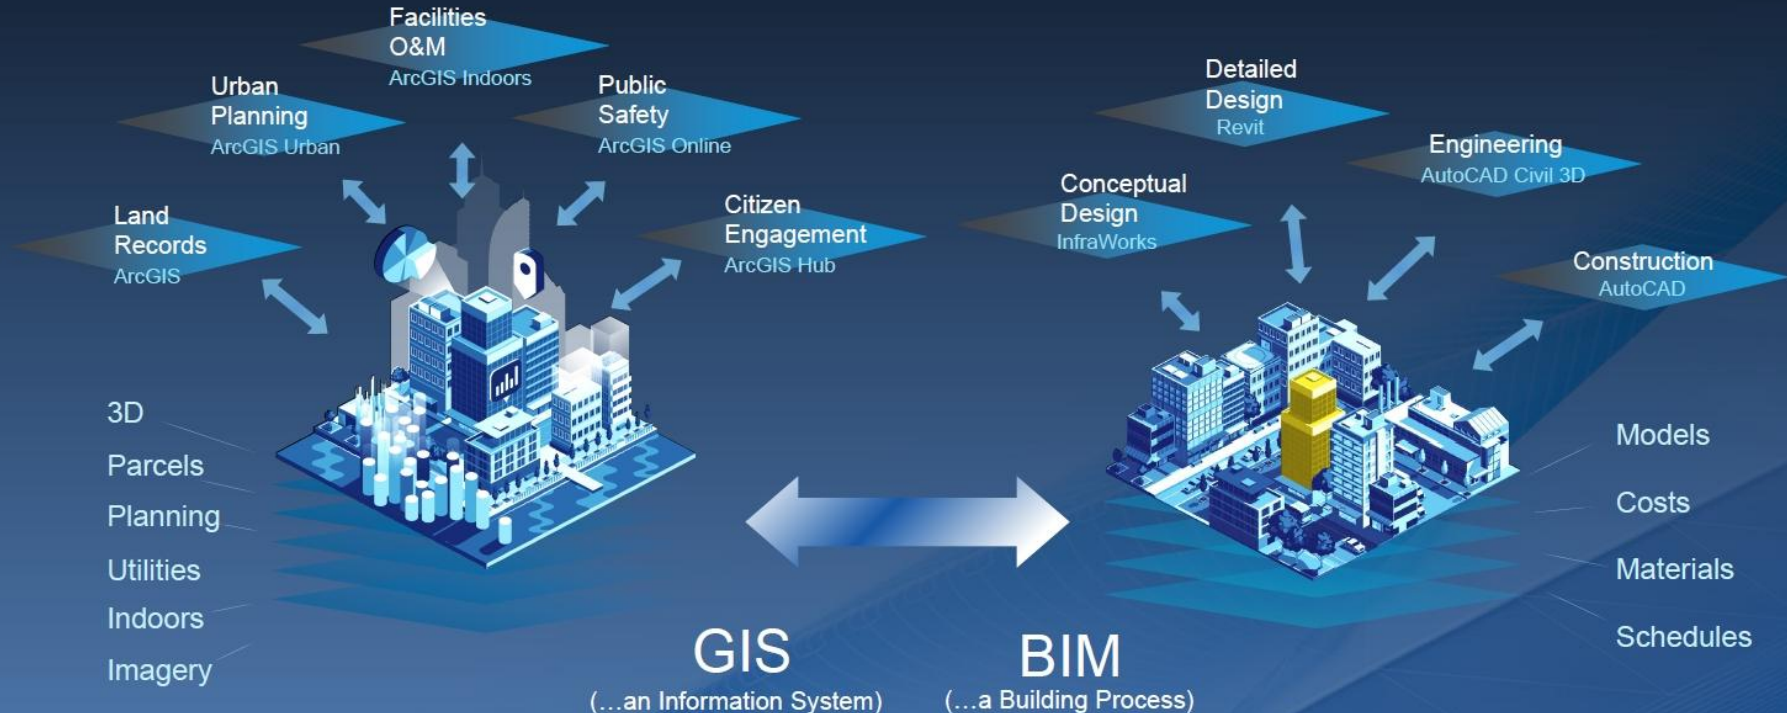 Facilities
O&M
ArcGIS Indoors
Urban
Planning
ArcGIS Urban
Public
Safety
ArcGIS Online
Land
Records
ArcGIS
Citizen
Engagement
ArcGIS Hub
Detailed
Design
Revit
Engineering
AutoCAD Civil 3D
Conceptual
Design
InfraWorks
Construction
AutoCAD
3D
Parcels
Planning
Utilities
Indoors
Imagery
Models
Costs
Materials
Schedules
GIS
(...an Information System)
BIM
(...a Building Process)